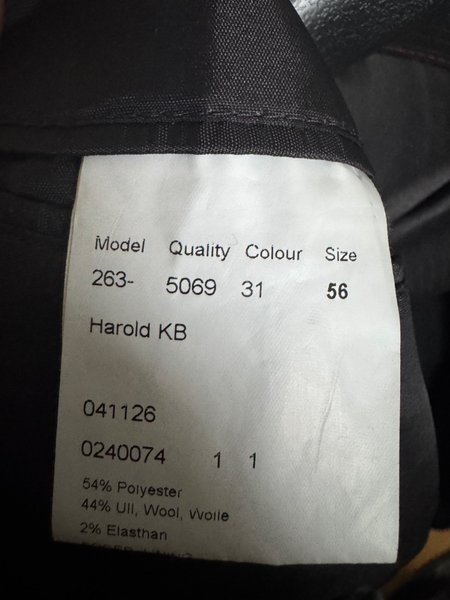 Model Quality Colour Size
263- 5069 31 56
Harold KB
041126
0240074 1 1
54% Polyester
44% Ull, Wool, Wolle
2% Elasthan